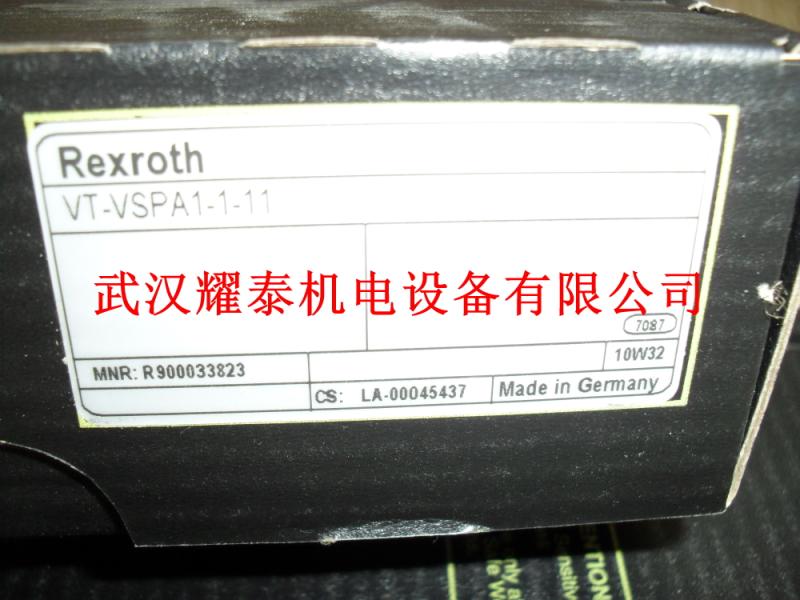 Rexroth
VT-VSPA1-1-11
武汉耀泰机电设备有限公司
7087
MNR: R900033823
10W32
CS: LA-00045437
Made in Germany